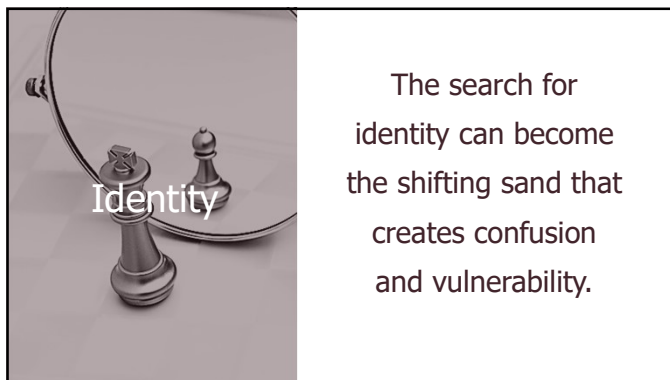 Identity
The search for
identity can become
the shifting sand that
creates confusion
and vulnerability.